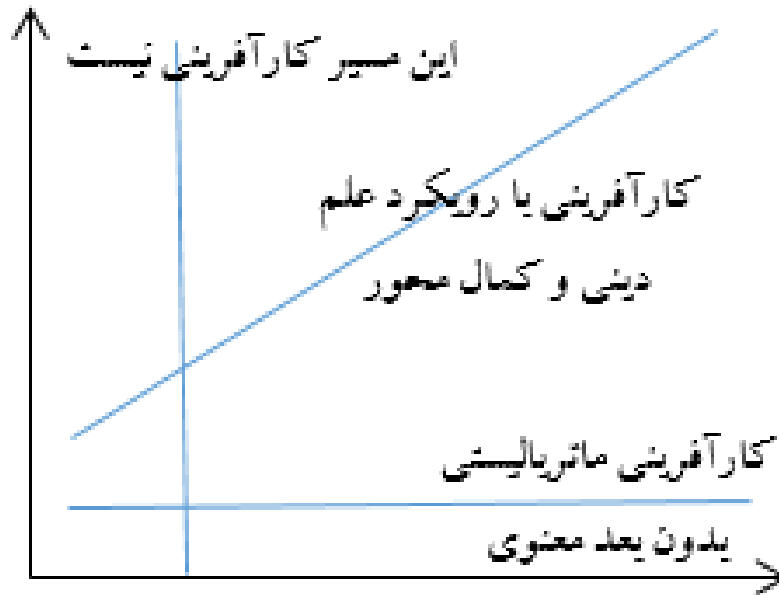 این مسیر کارآفرینی نیست
کارآفرینی با رویکرد علم
دینی و کمال محور
کارآفرینی ماتریالیستی
بدون بعد معنوی